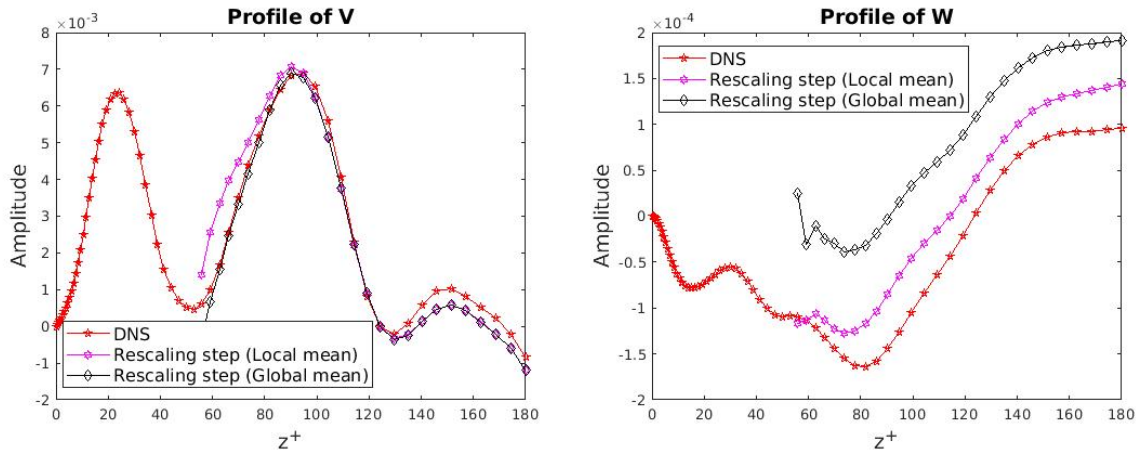 Profile of V
×10⁻³
8
7
6
5
4
3
2
1
0
-1
-2
Amplitude
0 20 40 60 80 100 120 140 160 180
z⁺
DNS
Rescaling step (Local mean)
Rescaling step (Global mean)
Profile of W
×10⁻⁴
2
1.5
1
0.5
0
-0.5
-1
-1.5
-2
Amplitude
0 20 40 60 80 100 120 140 160 180
z⁺
DNS
Rescaling step (Local mean)
Rescaling step (Global mean)